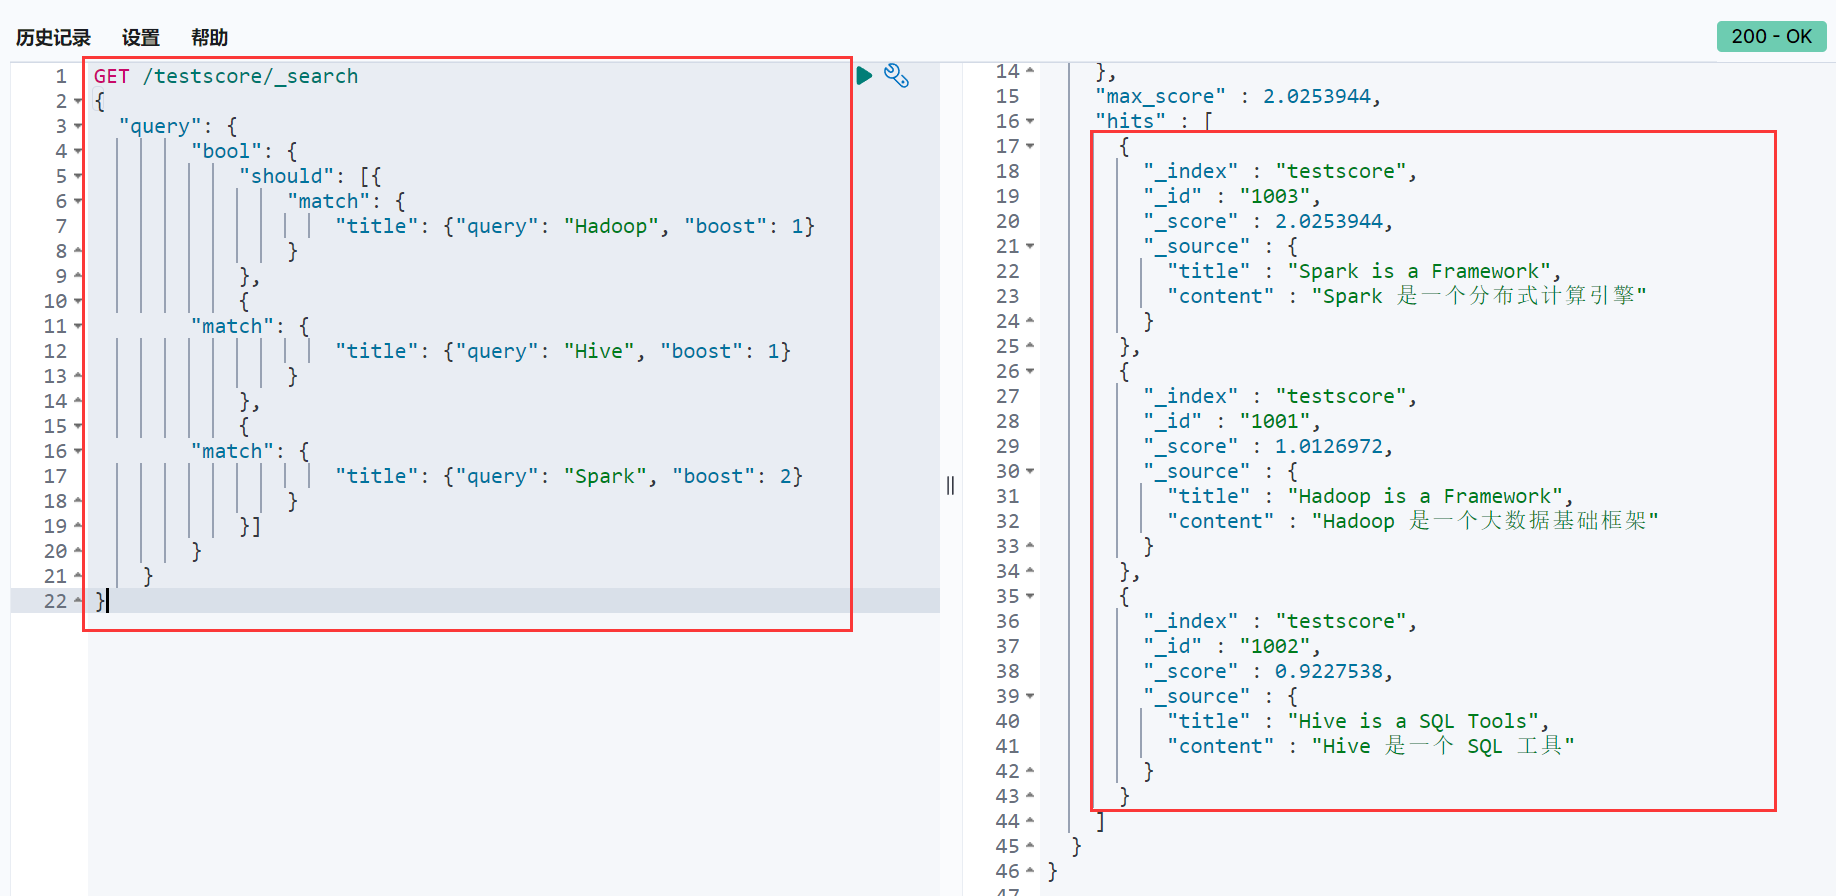 历史记录 设置 帮助
200 - OK
1 GET /testscore/_search
2 {
3 "query": {
4 "bool": {
5 "should": [{
6 "match": {
7 "title": {"query": "Hadoop", "boost": 1}
8 }
9 },
10 {
11 "match": {
12 "title": {"query": "Hive", "boost": 1}
13 }
14 },
15 {
16 "match": {
17 "title": {"query": "Spark", "boost": 2}
18 }
19 }]
20 }
21 }
22 }
14 },
15 "max_score" : 2.0253944,
16 "hits" : [
17 {
18 "_index" : "testscore",
19 "_id" : "1003",
20 "_score" : 2.0253944,
21 "_source" : {
22 "title" : "Spark is a Framework",
23 "content" : "Spark 是一个分布式计算引擎"
24 }
25 },
26 {
27 "_index" : "testscore",
28 "_id" : "1001",
29 "_score" : 1.0126972,
30 "_source" : {
31 "title" : "Hadoop is a Framework",
32 "content" : "Hadoop 是一个大数据基础框架"
33 }
34 },
35 {
36 "_index" : "testscore",
37 "_id" : "1002",
38 "_score" : 0.9227538,
39 "_source" : {
40 "title" : "Hive is a SQL Tools",
41 "content" : "Hive 是一个 SQL 工具"
42 }
43 }
44 ]
45 }
46 }
47